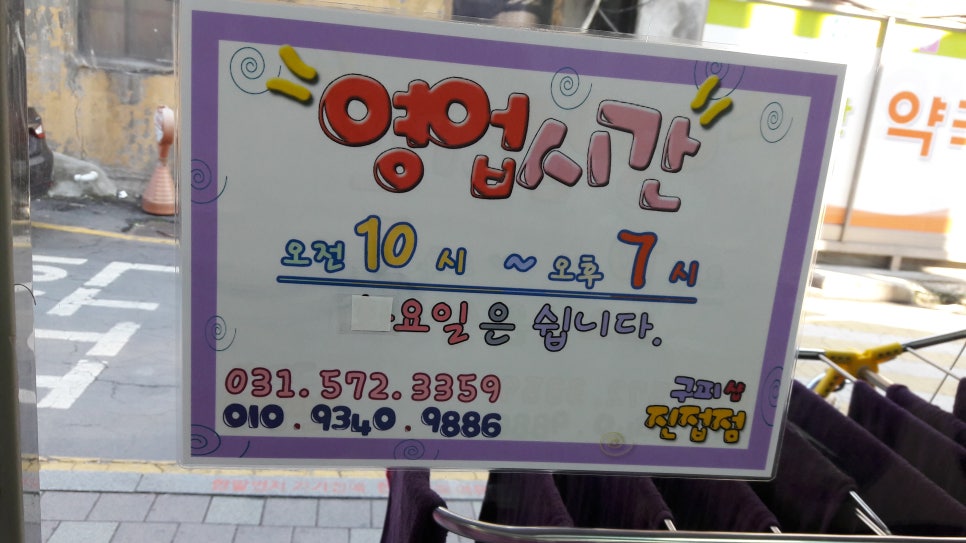 영업시간
오전 10 시 ~ 오후 7 시
요일은 쉽니다.
031.572.3359
010.9340.9886
구피샵
진접점